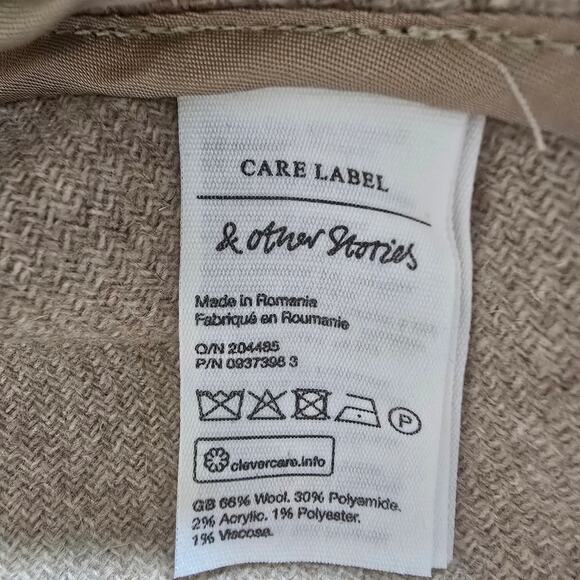 CARE LABEL
& other Stories
Made in Romania
Fabriqué en Roumanie
O/N 204485
P/N 0937398 3
P
clevercare.info
GB 66% Wool. 30% Polyamide.
2% Acrylic. 1% Polyester.
1% Viscose.